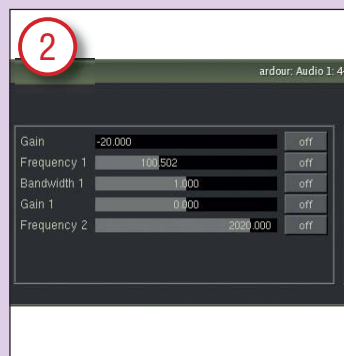 2
ardour: Audio 1: 4
Gain -20.000 off
Frequency 1 100.502 off
Bandwidth 1 1.000 off
Gain 1 0.000 off
Frequency 2 2020.000 off